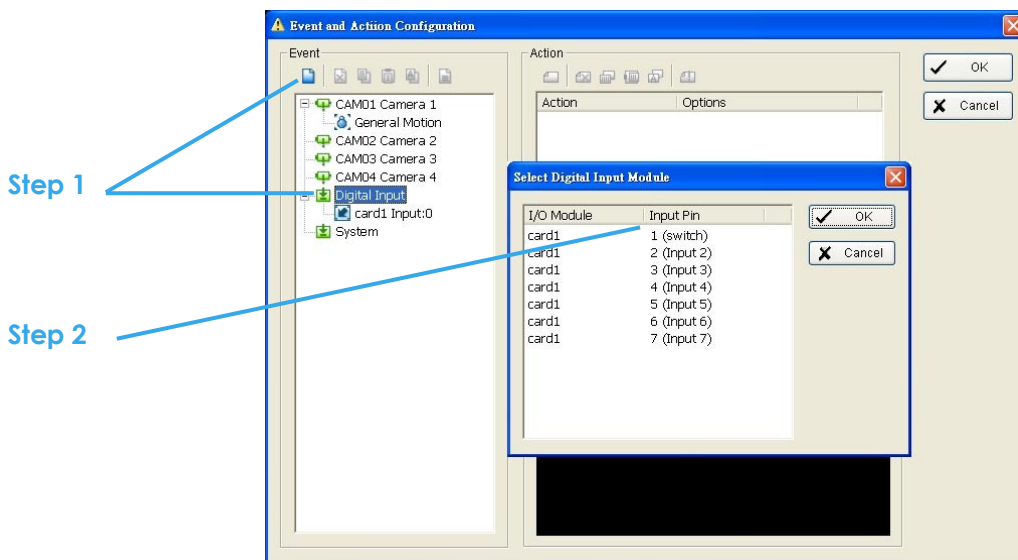 Event and Actiion Configuration
Event
Action
OK
Cancel
Action Options
CAM01 Camera 1
General Motion
CAM02 Camera 2
CAM03 Camera 3
CAM04 Camera 4
Digital Input
card1 Input:0
System
Step 1
Step 2
Select Digital Input Module
I/O Module Input Pin
card1 1 (switch)
card1 2 (Input 2)
card1 3 (Input 3)
card1 4 (Input 4)
card1 5 (Input 5)
card1 6 (Input 6)
card1 7 (Input 7)
OK
Cancel